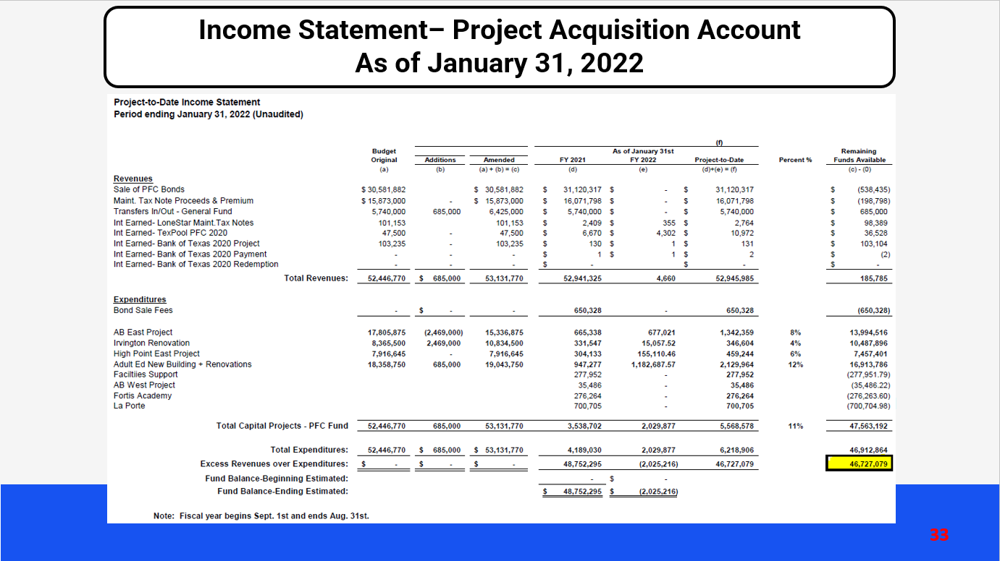 Income Statement– Project Acquisition Account
As of January 31, 2022
Project-to-Date Income Statement
Period ending January 31, 2022 (Unaudited)
(f)
Budget As of January 31st Remaining
Original Additions Amended FY 2021 FY 2022 Project-to-Date Percent % Funds Available
(a) (b) (a) + (b) = (c) (d) (e) (d)+(e) = (f) (c) - (0)
Revenues
Sale of PFC Bonds $ 30,581,882 $ 30,581,882 $ 31,120,317 $ - $ 31,120,317 $ (538,435)
Maint. Tax Note Proceeds & Premium $ 15,873,000 - $ 15,873,000 $ 16,071,798 $ - $ 16,071,798 $ (198,798)
Transfers In/Out - General Fund 5,740,000 685,000 6,425,000 $ 5,740,000 $ - $ 5,740,000 $ 685,000
Int Earned- LoneStar Maint.Tax Notes 101,153 101,153 $ 2,409 $ 355 $ 2,764 $ 98,389
Int Earned- TexPool PFC 2020 47,500 - 47,500 $ 6,670 $ 4,302 $ 10,972 $ 36,528
Int Earned- Bank of Texas 2020 Project 103,235 - 103,235 $ 130 $ 1 $ 131 $ 103,104
Int Earned- Bank of Texas 2020 Payment - - - $ 1 $ 1 $ 2 $ (2)
Int Earned- Bank of Texas 2020 Redemption - - - $ - $ - $ -
Total Revenues: 52,446,770 $ 685,000 53,131,770 52,941,325 4,660 52,945,985 185,785
Expenditures
Bond Sale Fees - $ - - 650,328 - 650,328 (650,328)
AB East Project 17,805,875 (2,469,000) 15,336,875 665,338 677,021 1,342,359 8% 13,994,516
Irvington Renovation 8,365,500 2,469,000 10,834,500 331,547 15,057.52 346,604 4% 10,487,896
High Point East Project 7,916,645 - 7,916,645 304,133 155,110.46 459,244 6% 7,457,401
Adult Ed New Building + Renovations 18,358,750 685,000 19,043,750 947,277 1,182,687.57 2,129,964 12% 16,913,786
Faciltiies Support 277,952 - 277,952 (277,951.79)
AB West Project 35,486 - 35,486 (35,486.22)
Fortis Academy 276,264 - 276,264 (276,263.60)
La Porte 700,705 - 700,705 (700,704.98)
Total Capital Projects - PFC Fund 52,446,770 685,000 53,131,770 3,538,702 2,029,877 5,568,578 11% 47,563,192
Total Expenditures: 52,446,770 $ 685,000 $ 53,131,770 4,189,030 2,029,877 6,218,906 46,912,864
Excess Revenues over Expenditures: $ - $ - $ - 48,752,295 (2,025,216) 46,727,079 46,727,079
Fund Balance-Beginning Estimated: - $ -
Fund Balance-Ending Estimated: $ 48,752,295 $ (2,025,216)
Note: Fiscal year begins Sept. 1st and ends Aug. 31st.
33